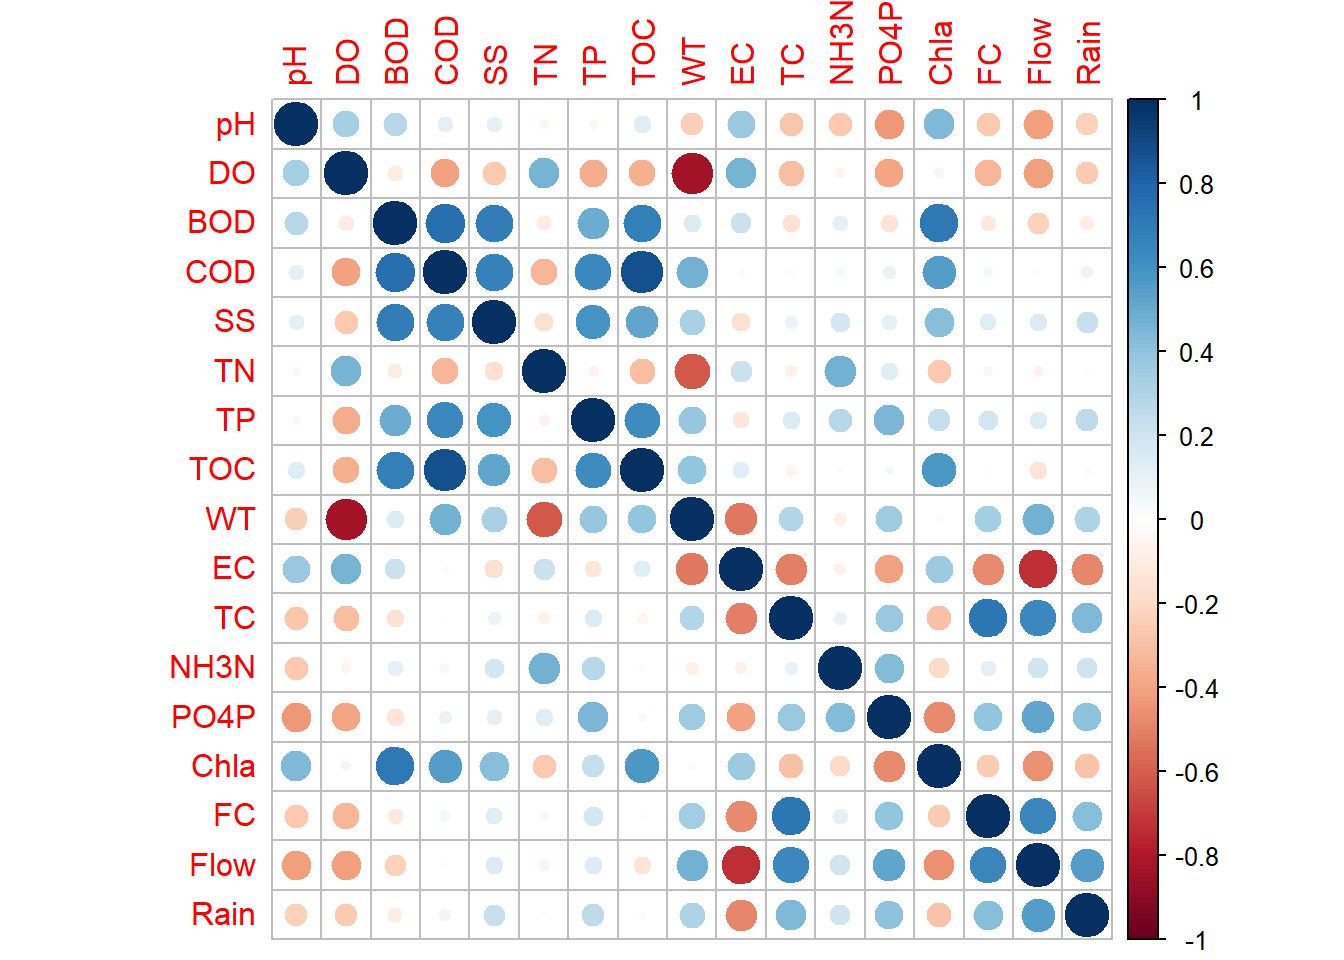 pH DO BOD COD SS TN TP TOC WT EC TC NH3N PO4P Chla FC Flow Rain
pH
DO
BOD
COD
SS
TN
TP
TOC
WT
EC
TC
NH3N
PO4P
Chla
FC
Flow
Rain
1
0.8
0.6
0.4
0.2
0
-0.2
-0.4
-0.6
-0.8
-1